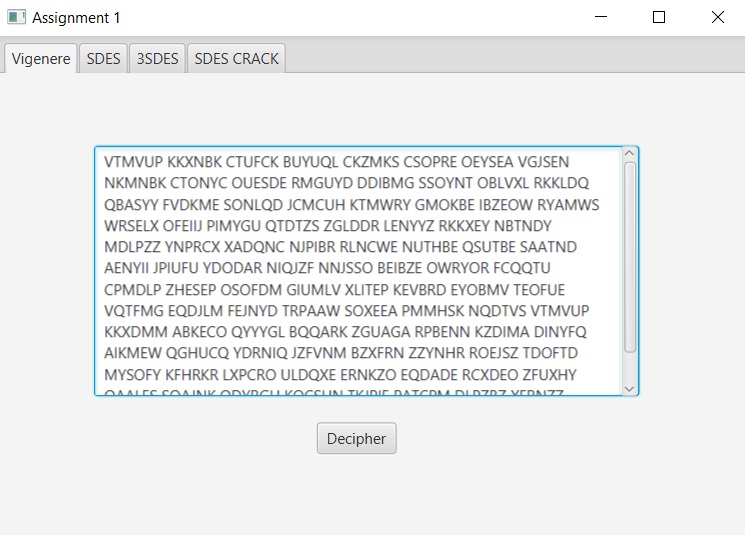 Assignment 1
Vigenere SDES 3SDES SDES CRACK
VTMVUP KKXNBK CTUFCK BUYUQL CKZMKS CSOPRE OEYSEA VGJSEN
NKMNBK CTONYC OUESDE RMGUYD DDIBMG SSOYNT OBLVXL RKKLDQ
QBASYY FVDKME SONLQD JCMCUH KTMWRY GMOKBE IBZEOW RYAMWS
WRSELX OFEIIJ PIMYGU QTDTZS ZGLDDR LENYYZ RKKXEY NBTNDY
MDLPZZ YNPRCX XADQNC NJPIBR RLNCWE NUTHBE QSUTBE SAATND
AENYII JPIUFU YDODAR NIQJZF NNJSSO BEIBZE OWRYOR FCQQTU
CPMDLP ZHESEP OSOFDM GIUMLV XLITEP KEVBRD EYOBMV TEOFUE
VQTFMG EQDJLM FEJNYD TRPAAW SOXEEA PMMHSK NQDTVS VTMVUP
KKXDMM ABKECO QYYYGL BQQARK ZGUAGA RPBENN KZDIMA DINYFQ
AIKMEW QGHUCQ YDRNIQ JZFVNM BZXFRN ZZYNHR ROEJSZ TDOFTD
MYSOFY KFHRKR LXPCRO ULDQXE ERNKZO EQDADE RCXDEO ZFUXHY
Decipher